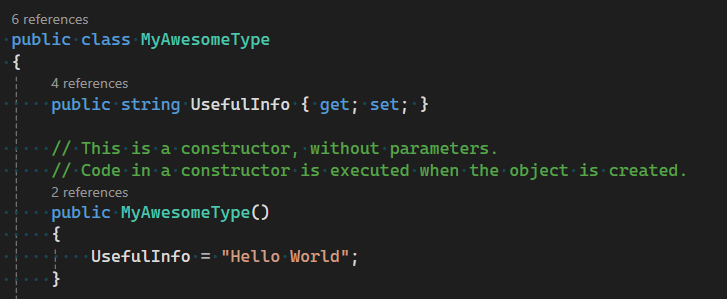 6 references
public class MyAwesomeType
{
4 references
public string UsefulInfo { get; set; }
// This is a constructor, without parameters.
// Code in a constructor is executed when the object is created.
2 references
public MyAwesomeType()
{
UsefulInfo = "Hello World";
}